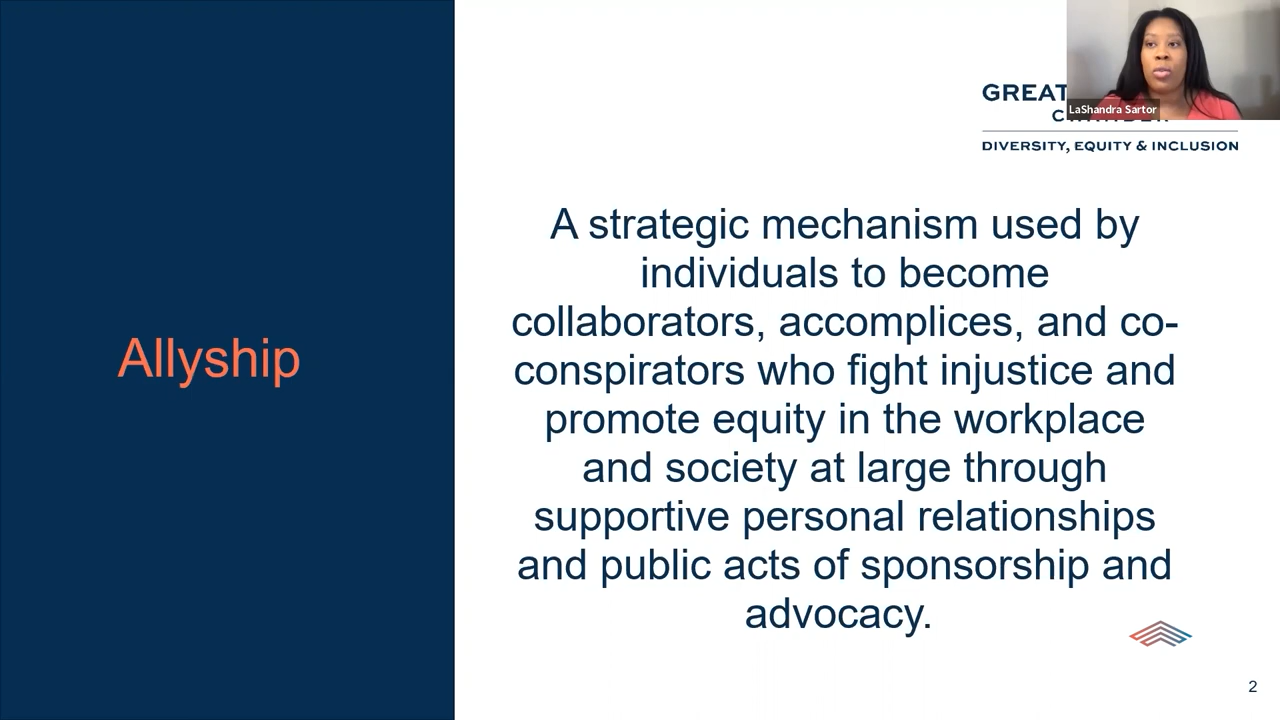 GREAT
LaShandra Sartor
DIVERSITY, EQUITY & INCLUSION
Allyship
A strategic mechanism used by
individuals to become
collaborators, accomplices, and co-
conspirators who fight injustice and
promote equity in the workplace
and society at large through
supportive personal relationships
and public acts of sponsorship and
advocacy.
2